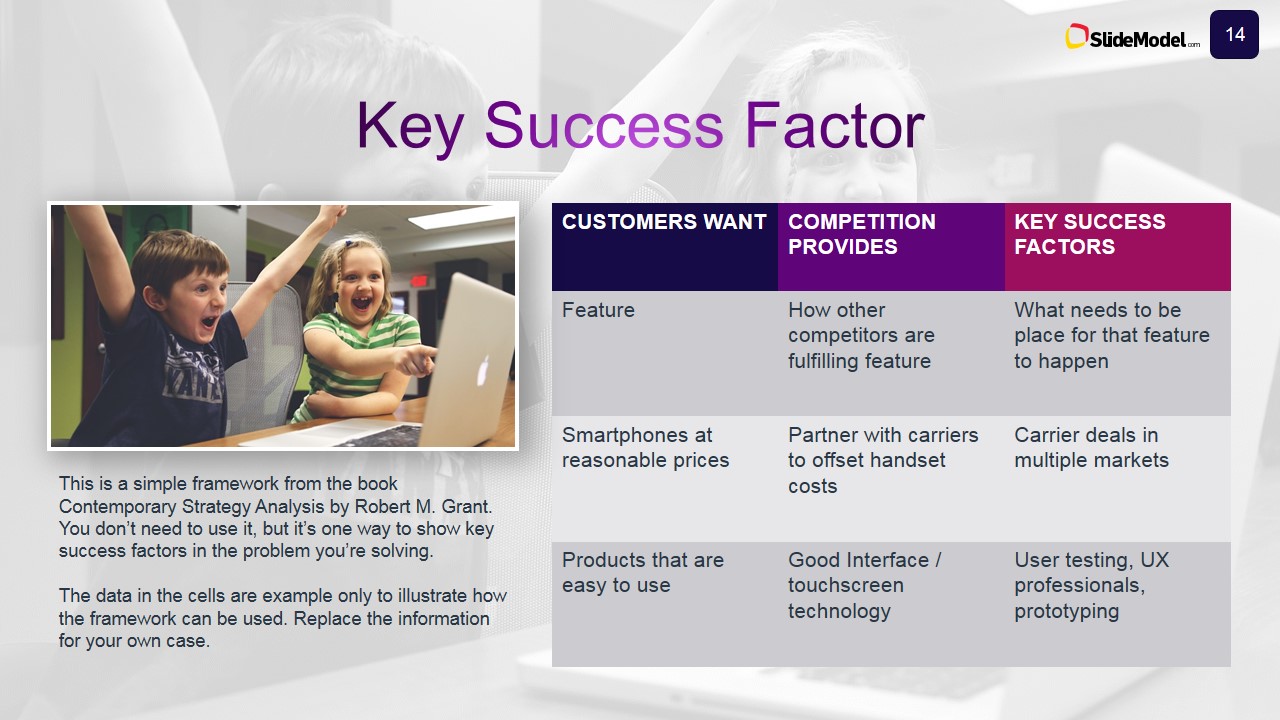 SlideModel.com
14
Key Success Factor
This is a simple framework from the book
Contemporary Strategy Analysis by Robert M. Grant.
You don’t need to use it, but it’s one way to show key
success factors in the problem you’re solving.
The data in the cells are example only to illustrate how
the framework can be used. Replace the information
for your own case.
CUSTOMERS WANT
COMPETITION
PROVIDES
KEY SUCCESS
FACTORS
Feature
How other
competitors are
fulfilling feature
What needs to be
place for that feature
to happen
Smartphones at
reasonable prices
Partner with carriers
to offset handset
costs
Carrier deals in
multiple markets
Products that are
easy to use
Good Interface /
touchscreen
technology
User testing, UX
professionals,
prototyping